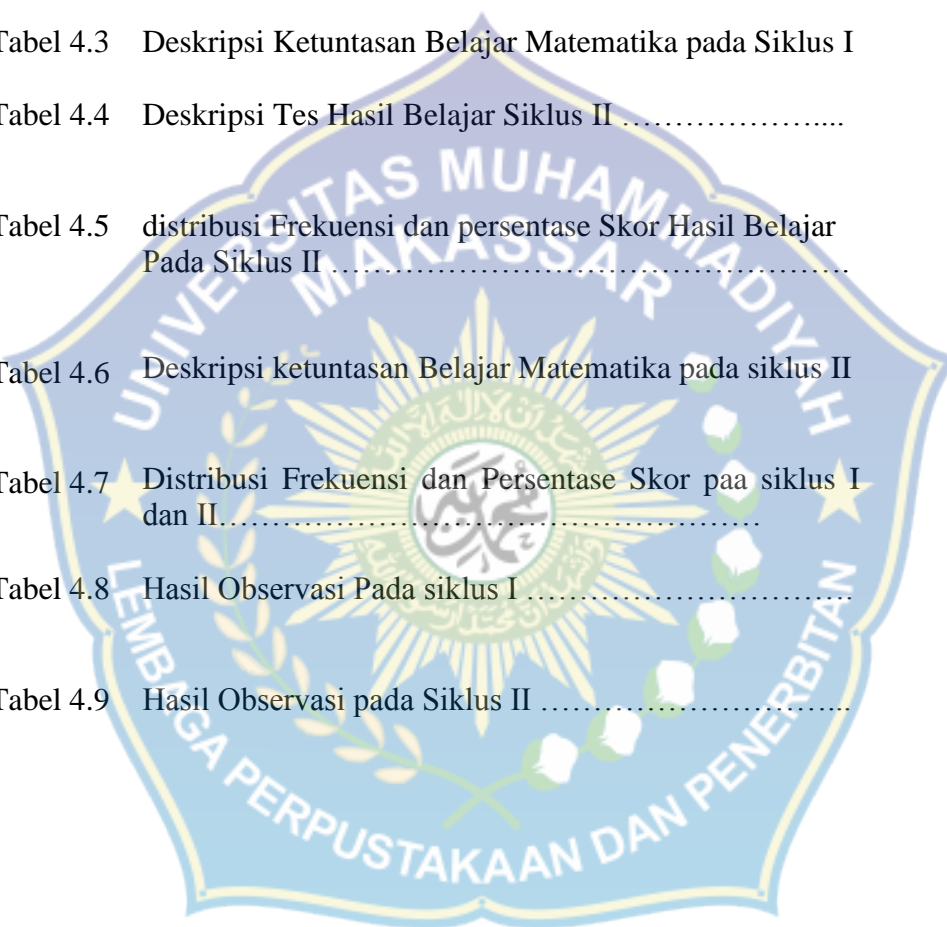 Tabel 4.3 Deskripsi Ketuntasan Belajar Matematika pada Siklus I
Tabel 4.4 Deskripsi Tes Hasil Belajar Siklus II ………………....
Tabel 4.5 distribusi Frekuensi dan persentase Skor Hasil Belajar
Pada Siklus II …………………………………………….
Tabel 4.6 Deskripsi ketuntasan Belajar Matematika pada siklus II
Tabel 4.7 Distribusi Frekuensi dan Persentase Skor paa siklus I
dan II………………………………………………
Tabel 4.8 Hasil Observasi Pada siklus I ………………………….
Tabel 4.9 Hasil Observasi pada Siklus II ………………………...
UNIVERSITAS MUHAMMADIYAH
MAKASSAR
LEMBAGA PERPUSTAKAAN DAN PENERBITAN